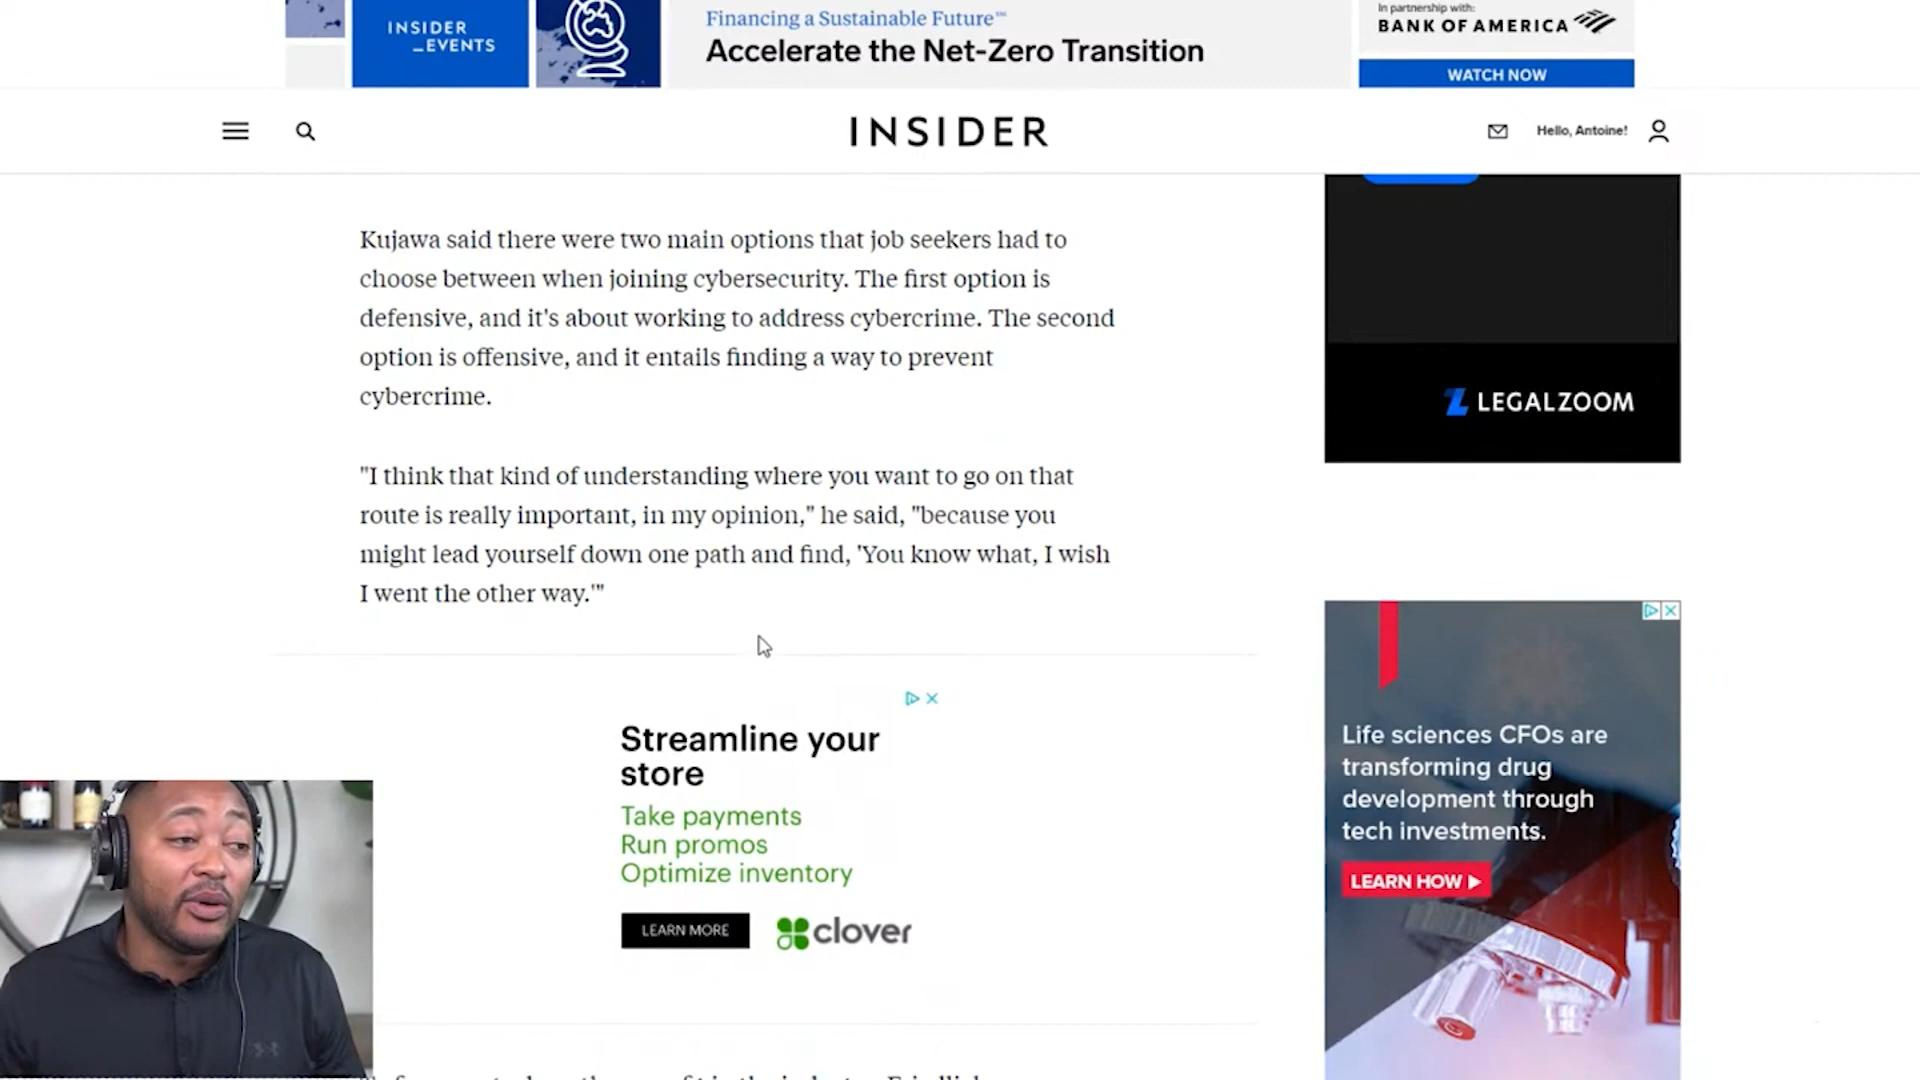 INSIDER
_EVENTS
Financing a Sustainable Future™
Accelerate the Net-Zero Transition
In partnership with:
BANK OF AMERICA
WATCH NOW
INSIDER
Hello, Antoine!
Kujawa said there were two main options that job seekers had to
choose between when joining cybersecurity. The first option is
defensive, and it's about working to address cybercrime. The second
option is offensive, and it entails finding a way to prevent
cybercrime.
"I think that kind of understanding where you want to go on that
route is really important, in my opinion," he said, "because you
might lead yourself down one path and find, 'You know what, I wish
I went the other way.'"
LEGALZOOM
Streamline your
store
Take payments
Run promos
Optimize inventory
LEARN MORE
clover
Life sciences CFOs are
transforming drug
development through
tech investments.
LEARN HOW